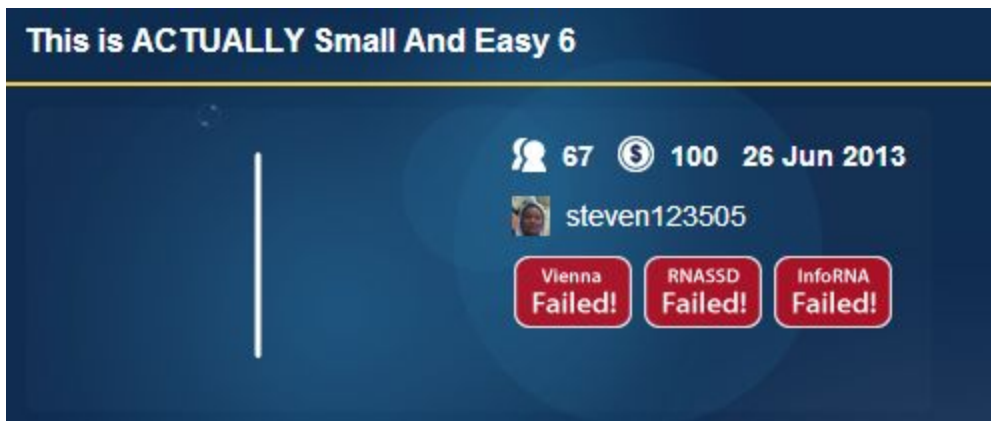 This is ACTUALLY Small And Easy 6
67 100 26 Jun 2013
steven123505
Vienna RNASSD InfoRNA
Failed! Failed! Failed!